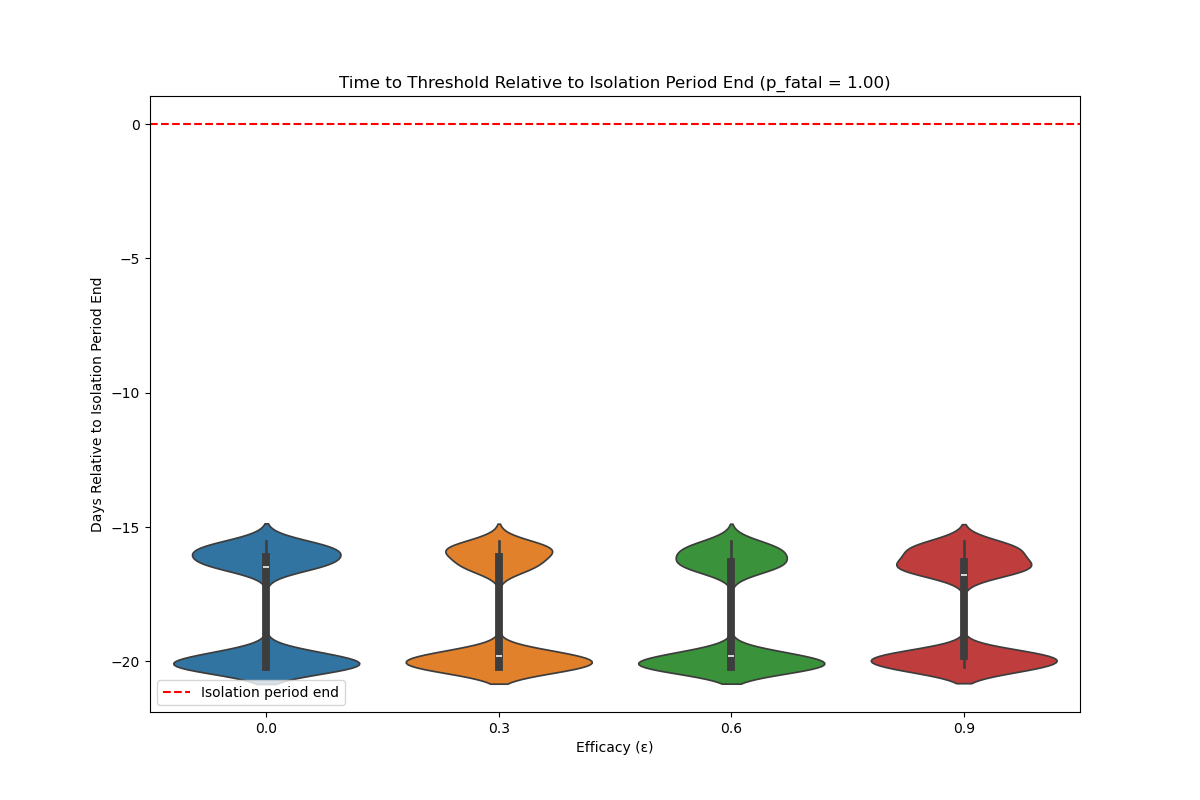 Time to Threshold Relative to Isolation Period End (p_fatal = 1.00)
Days Relative to Isolation Period End
0
−5
−10
−15
−20
Isolation period end
0.0
0.3
0.6
0.9
Efficacy (ε)